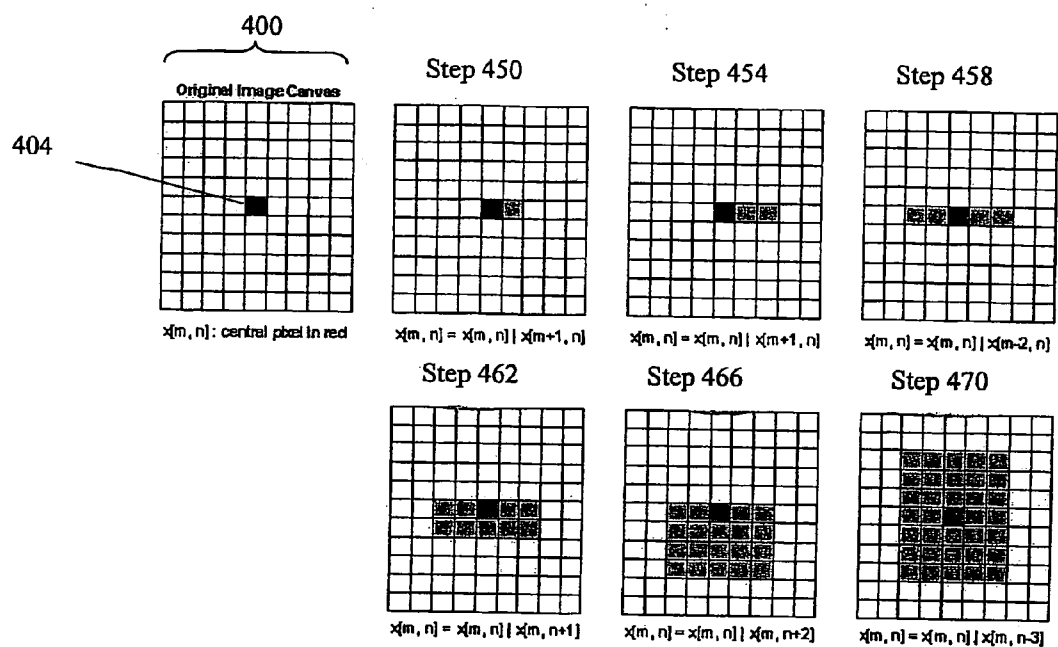 400
Original Image Canvas
404
x[m, n] : central pixel in red
Step 450
x[m, n] = x[m, n] | x[m+1, n]
Step 454
x[m, n] = x[m, n] | x[m+1, n]
Step 458
x[m, n] = x[m, n] | x[m-2, n]
Step 462
x[m, n] = x[m, n] | x[m, n+1]
Step 466
x[m, n] = x[m, n] | x[m, n+2]
Step 470
x[m, n] = x[m, n] | x[m, n-3]